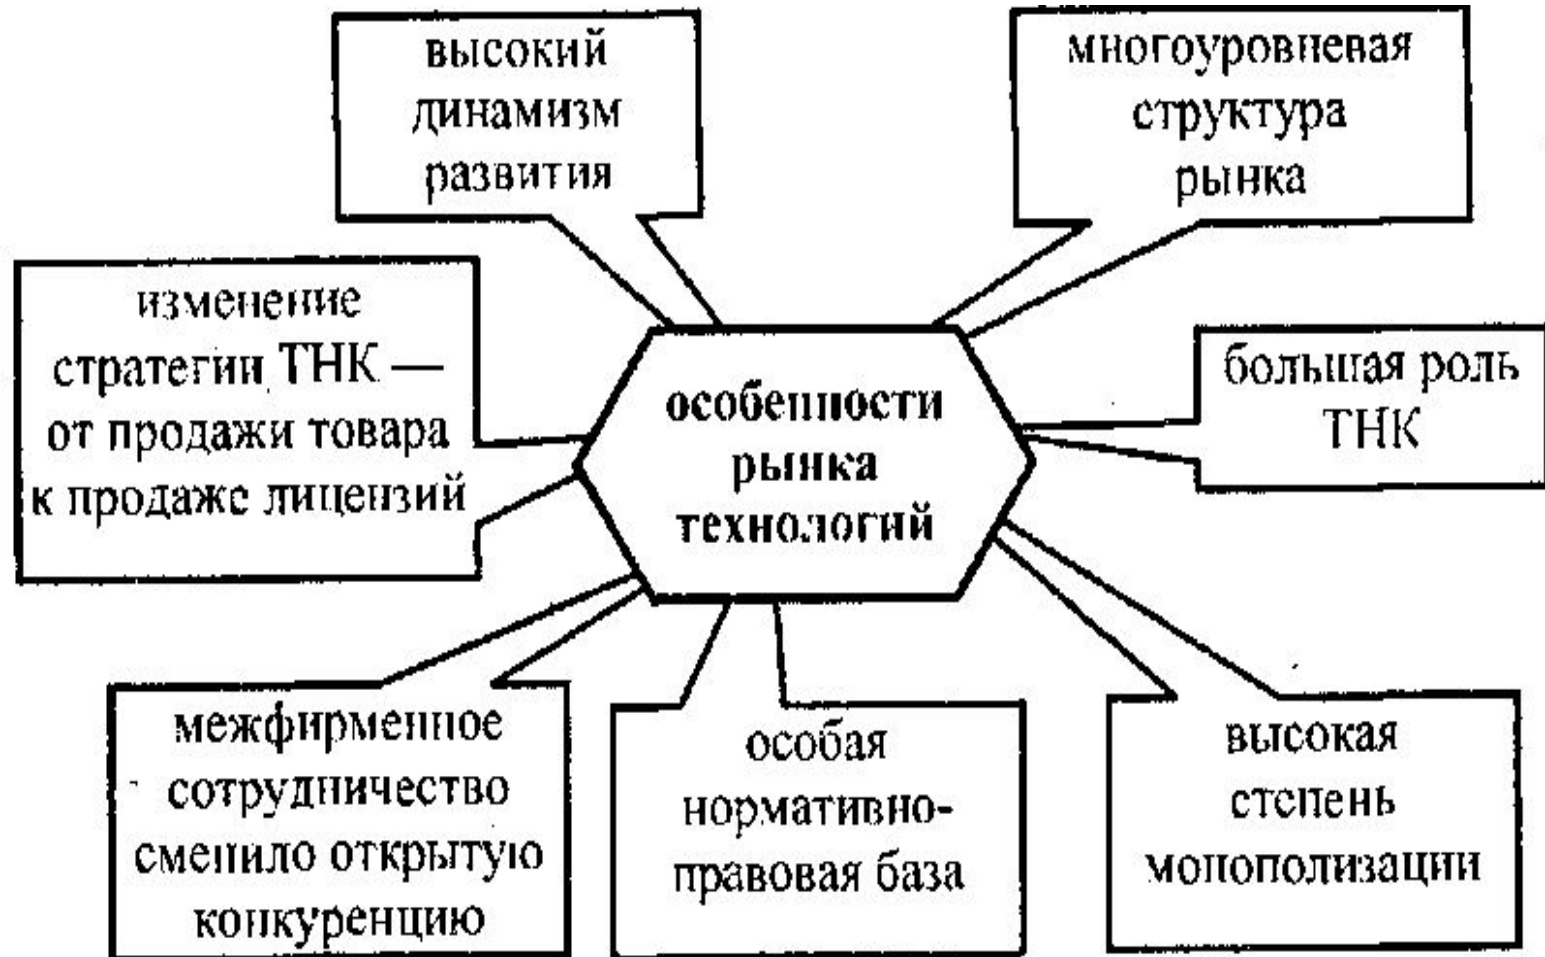 высокий
динамизм
развития
многоуровневая
структура
рынка
изменение
стратегии ТНК —
от продажи товара
к продаже лицензий
особенности
рынка
технологий
большая роль
ТНК
межфирменное
сотрудничество
сменило открытую
конкуренцию
особая
нормативно-
правовая база
высокая
степень
монополизации